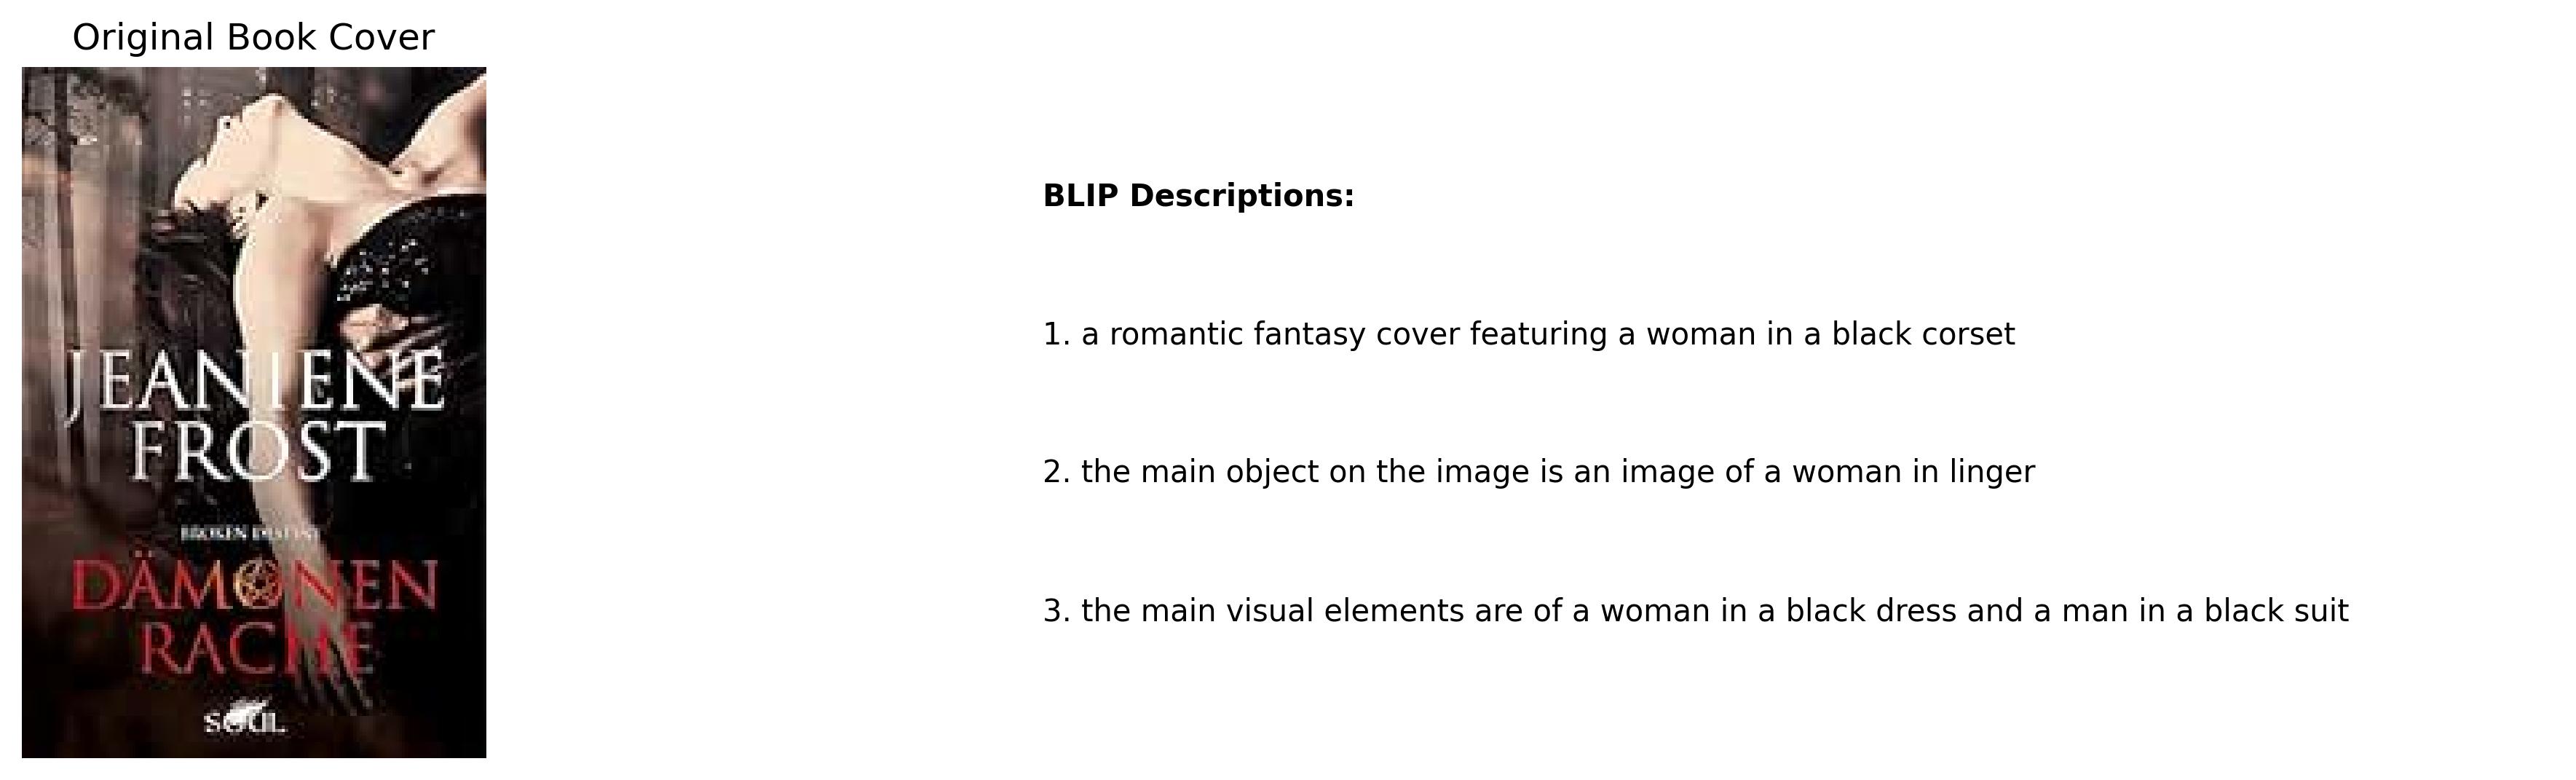 Original Book Cover
JEANIENE
FROST
BROKEN DESTINY
DÄMONEN
RACHE
SOUL
BLIP Descriptions:
1. a romantic fantasy cover featuring a woman in a black corset
2. the main object on the image is an image of a woman in linger
3. the main visual elements are of a woman in a black dress and a man in a black suit